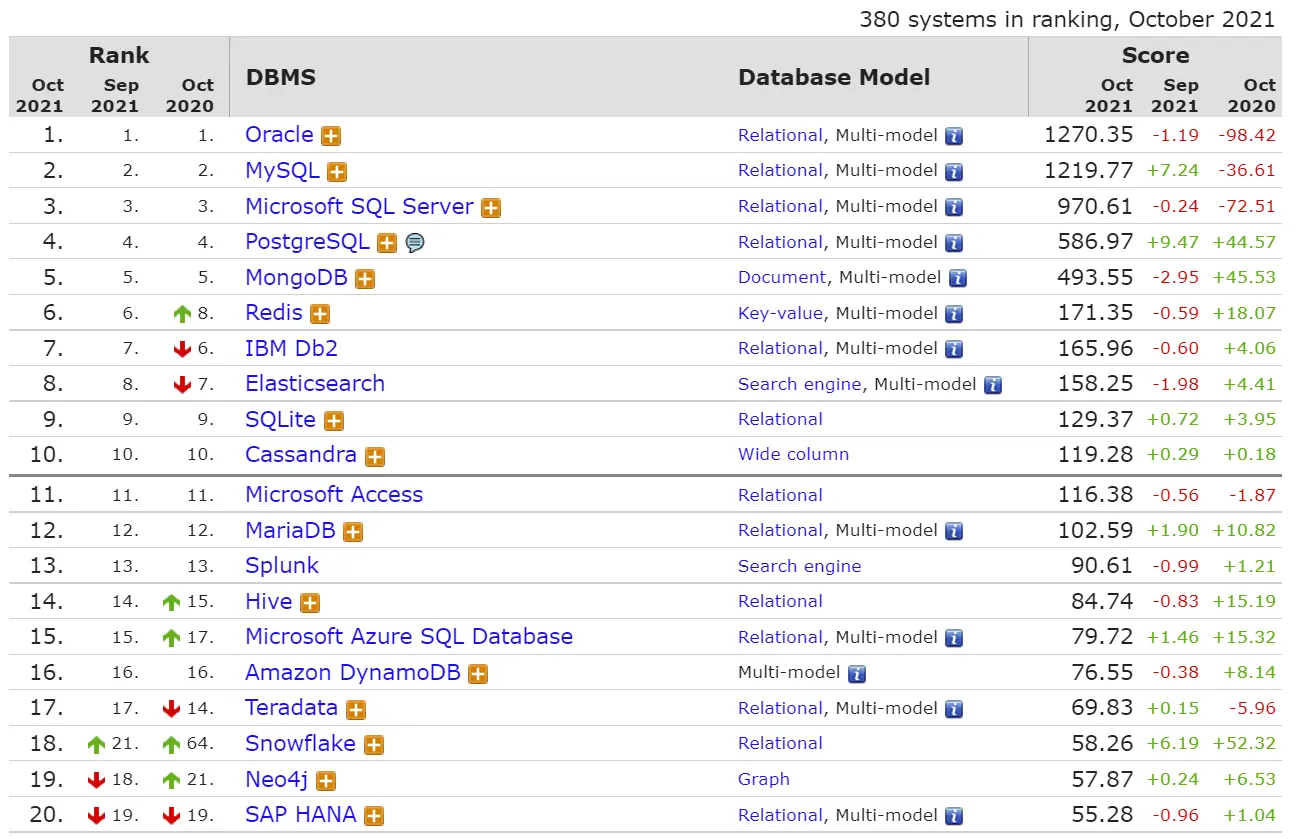 380 systems in ranking, October 2021
Rank DBMS Database Model Score
Oct 2021 Sep 2021 Oct 2020 Oct 2021 Sep 2021 Oct 2020
1. 1. 1. Oracle Relational, Multi-model 1270.35 -1.19 -98.42
2. 2. 2. MySQL Relational, Multi-model 1219.77 +7.24 -36.61
3. 3. 3. Microsoft SQL Server Relational, Multi-model 970.61 -0.24 -72.51
4. 4. 4. PostgreSQL Relational, Multi-model 586.97 +9.47 +44.57
5. 5. 5. MongoDB Document, Multi-model 493.55 -2.95 +45.53
6. 6. 8. Redis Key-value, Multi-model 171.35 -0.59 +18.07
7. 7. 6. IBM Db2 Relational, Multi-model 165.96 -0.60 +4.06
8. 8. 7. Elasticsearch Search engine, Multi-model 158.25 -1.98 +4.41
9. 9. 9. SQLite Relational 129.37 +0.72 +3.95
10. 10. 10. Cassandra Wide column 119.28 +0.29 +0.18
11. 11. 11. Microsoft Access Relational 116.38 -0.56 -1.87
12. 12. 12. MariaDB Relational, Multi-model 102.59 +1.90 +10.82
13. 13. 13. Splunk Search engine 90.61 -0.99 +1.21
14. 14. 15. Hive Relational 84.74 -0.83 +15.19
15. 15. 17. Microsoft Azure SQL Database Relational, Multi-model 79.72 +1.46 +15.32
16. 16. 16. Amazon DynamoDB Multi-model 76.55 -0.38 +8.14
17. 17. 14. Teradata Relational, Multi-model 69.83 +0.15 -5.96
18. 21. 64. Snowflake Relational 58.26 +6.19 +52.32
19. 18. 21. Neo4j Graph 57.87 +0.24 +6.53
20. 19. 19. SAP HANA Relational, Multi-model 55.28 -0.96 +1.04